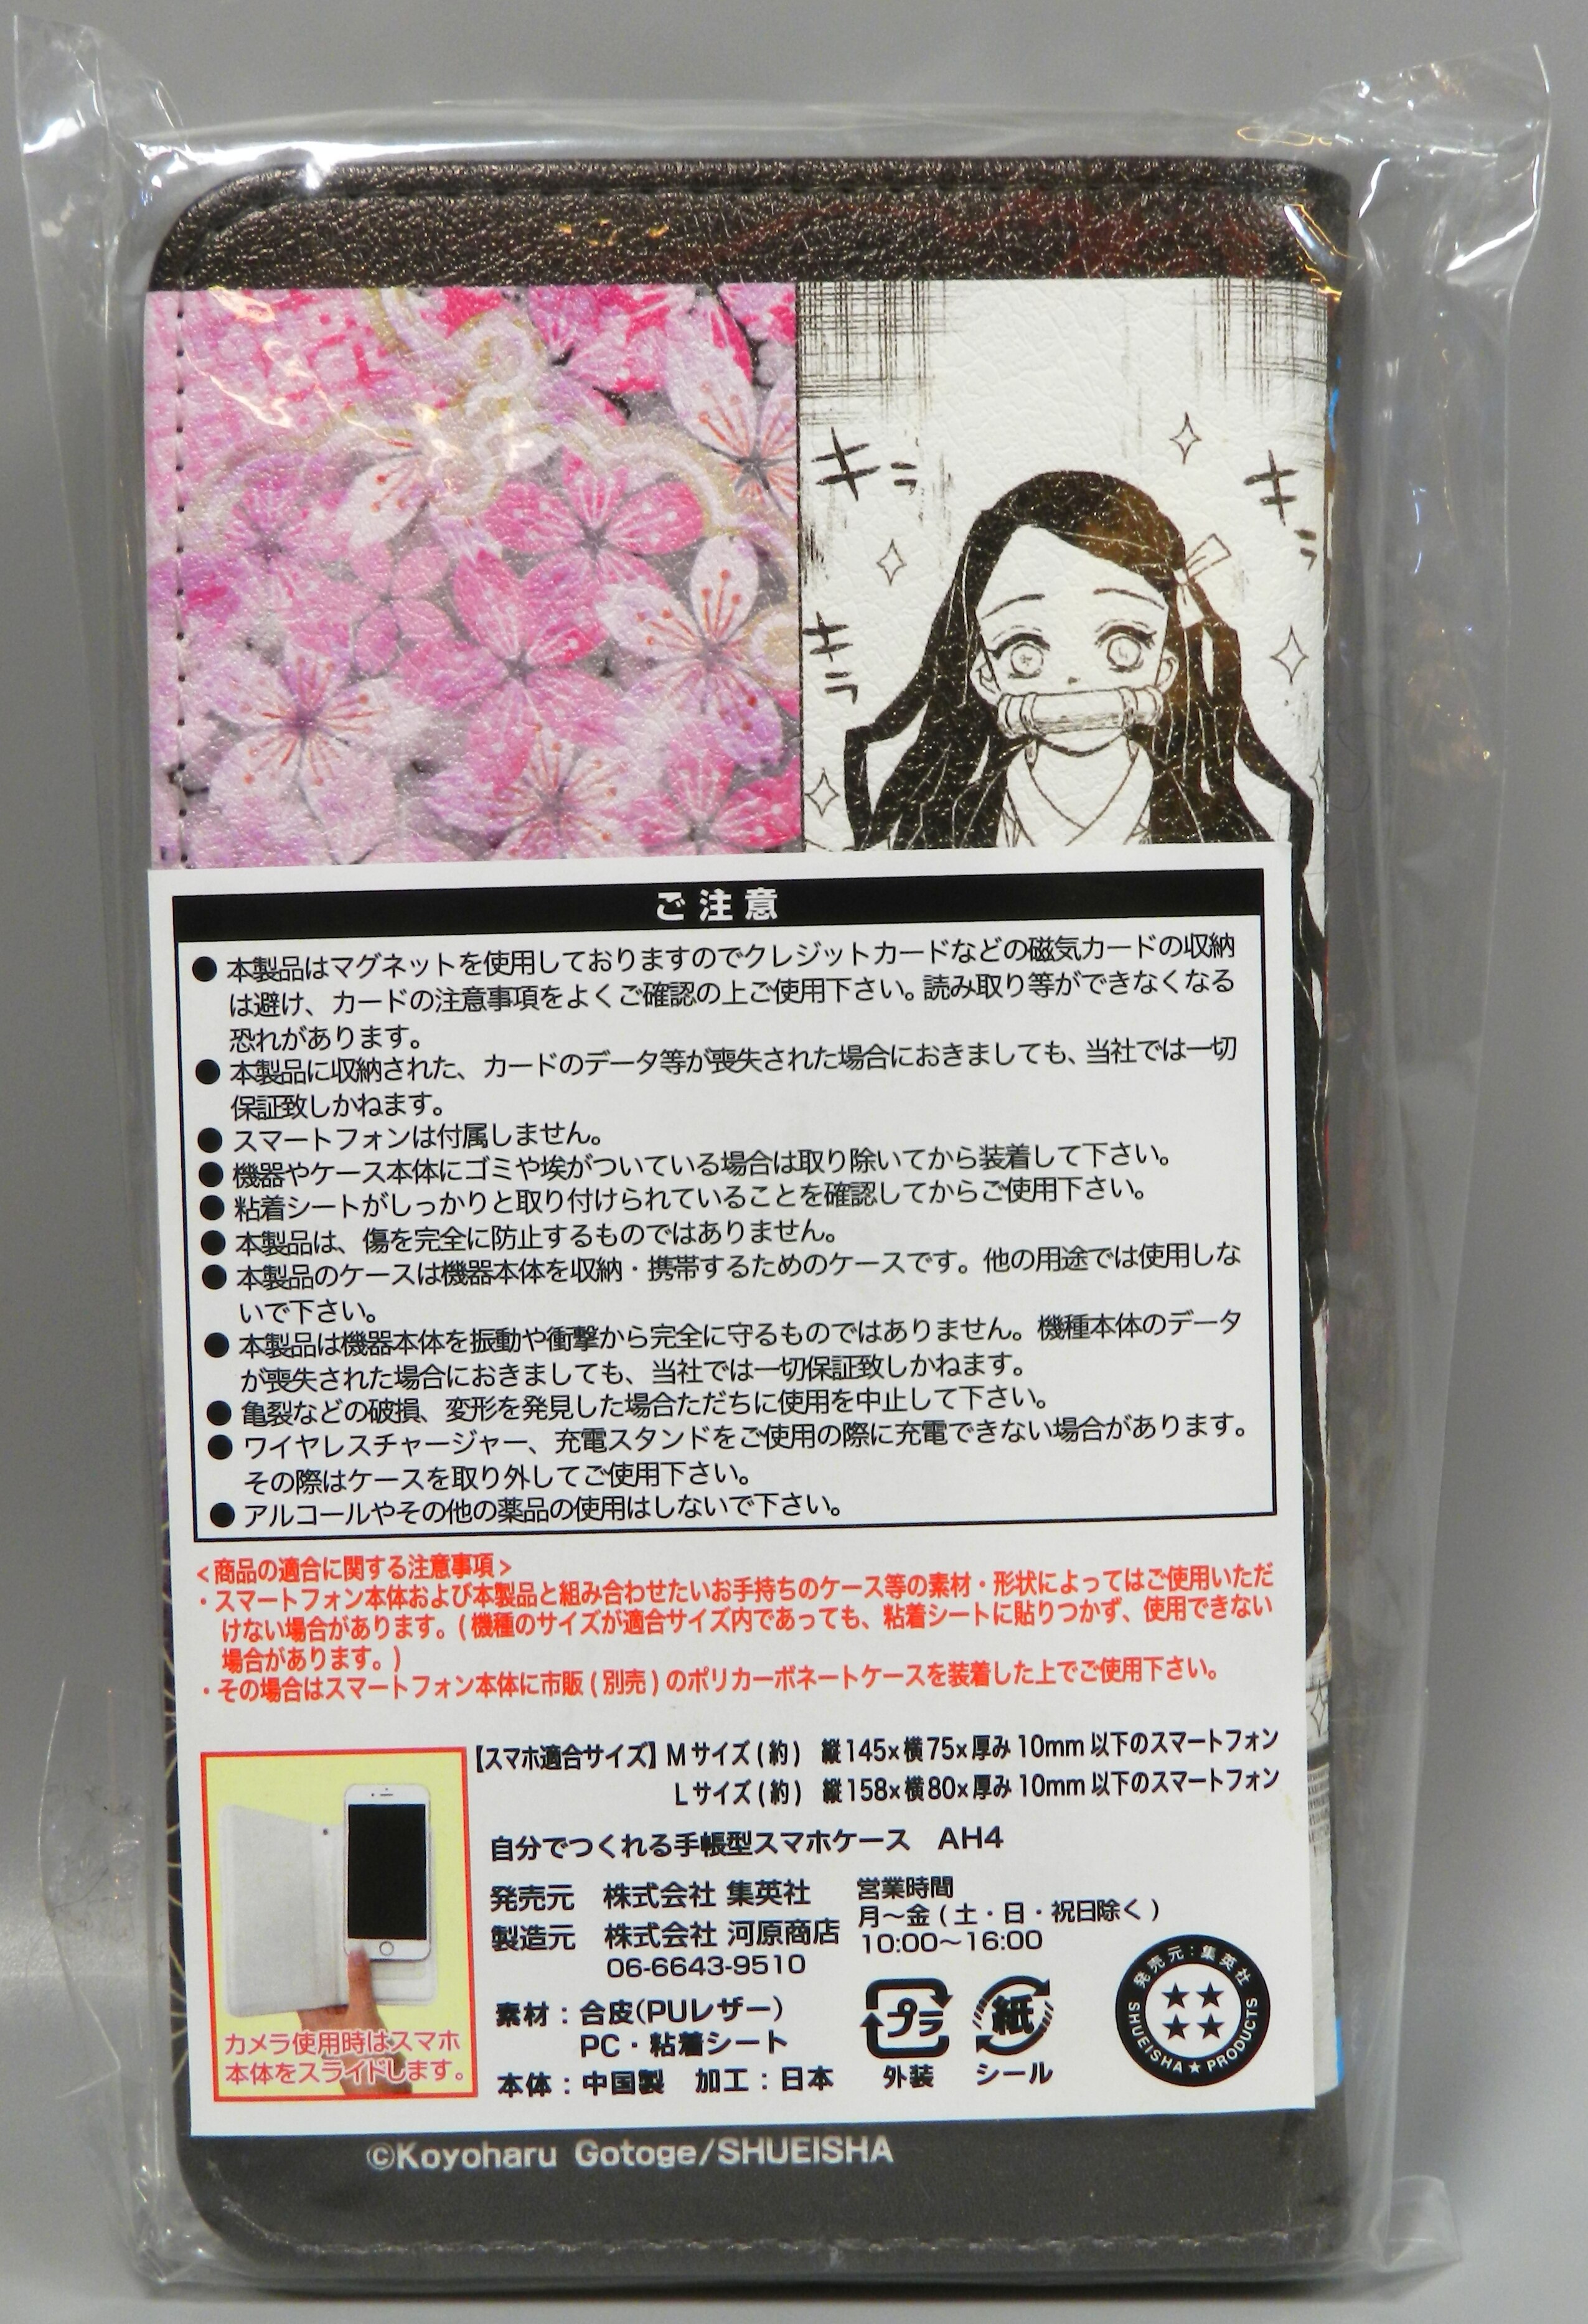 キラ
キラ
キラ
ご注意
● 本製品はマグネットを使用しておりますのでクレジットカードなどの磁気カードの収納
は避け、カードの注意事項をよくご確認の上ご使用下さい。読み取り等ができなくなる
恐れがあります。
● 本製品に収納された、カードのデータ等が喪失された場合におきましても、当社では一切
保証致しかねます。
● スマートフォンは付属しません。
● 機器やケース本体にゴミや埃がついている場合は取り除いてから装着して下さい。
● 粘着シートがしっかりと取り付けられていることを確認してからご使用下さい。
● 本製品は、傷を完全に防止するものではありません。
● 本製品のケースは機器本体を収納・携帯するためのケースです。他の用途では使用しな
いで下さい。
● 本製品は機器本体を振動や衝撃から完全に守るものではありません。機種本体のデータ
が喪失された場合におきましても、当社では一切保証致しかねます。
● 亀裂などの破損、変形を発見した場合ただちに使用を中止して下さい。
● ワイヤレスチャージャー、充電スタンドをご使用の際に充電できない場合があります。
その際はケースを取り外してご使用下さい。
● アルコールやその他の薬品の使用はしないで下さい。
<商品の適合に関する注意事項>
・スマートフォン本体および本製品と組み合わせたいお手持ちのケース等の素材・形状によってはご使用いただ
けない場合があります。(機種のサイズが適合サイズ内であっても、粘着シートに貼りつかず、使用できない
場合があります。)
・その場合はスマートフォン本体に市販(別売)のポリカーボネートケースを装着した上でご使用下さい。
【スマホ適合サイズ】Mサイズ(約) 縦145×横75×厚み10mm以下のスマートフォン
Lサイズ(約) 縦158×横80×厚み10mm以下のスマートフォン
自分でつくれる手帳型スマホケース AH4
発売元 株式会社 集英社
製造元 株式会社 河原商店
06-6643-9510
営業時間
月～金(土・日・祝日除く)
10:00～16:00
素材：合皮(PUレザー)
PC・粘着シート
本体：中国製 加工：日本
プラ
外装
紙
シール
発売元：集英社
SHUEISHA★PRODUCTS
カメラ使用時はスマホ
本体をスライドします。
©Koyoharu Gotoge/SHUEISHA